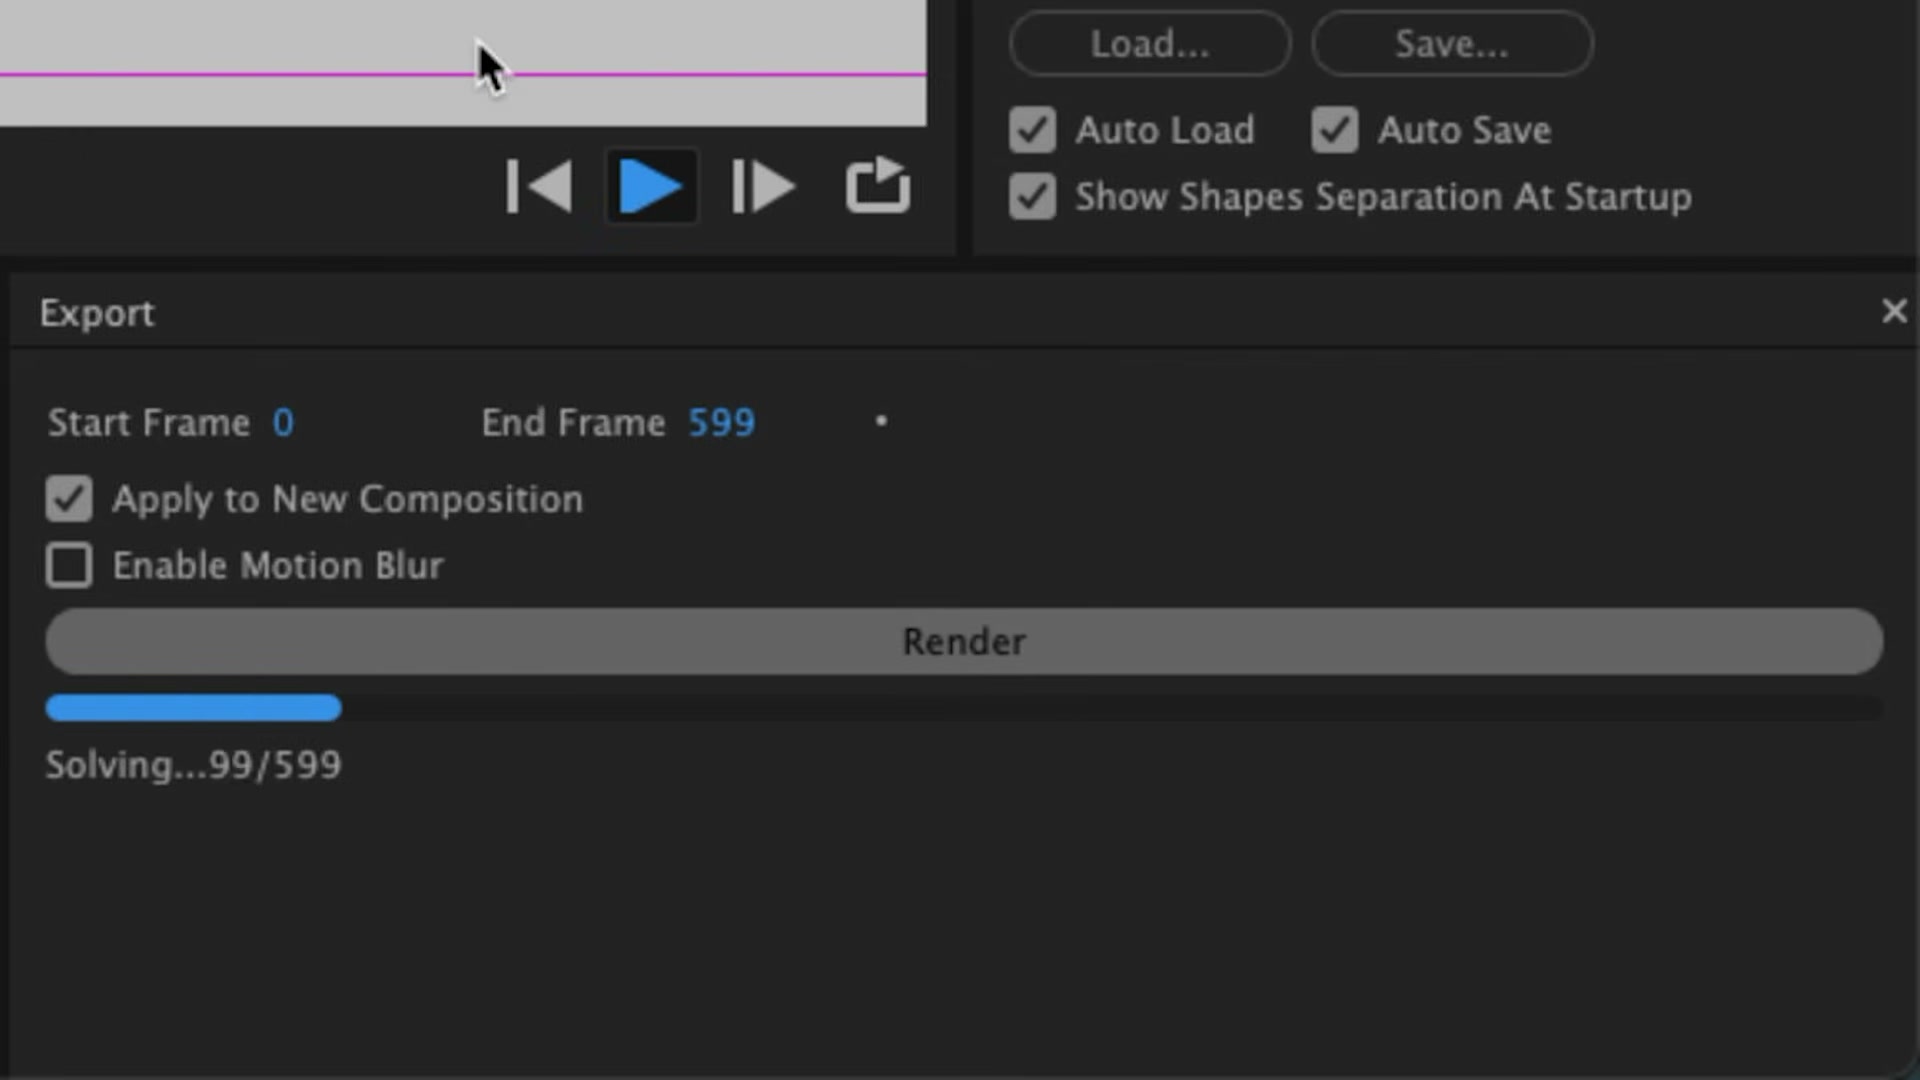 Load... Save...
Auto Load Auto Save
Show Shapes Separation At Startup
Export
Start Frame 0 End Frame 599
Apply to New Composition
Enable Motion Blur
Render
Solving...99/599